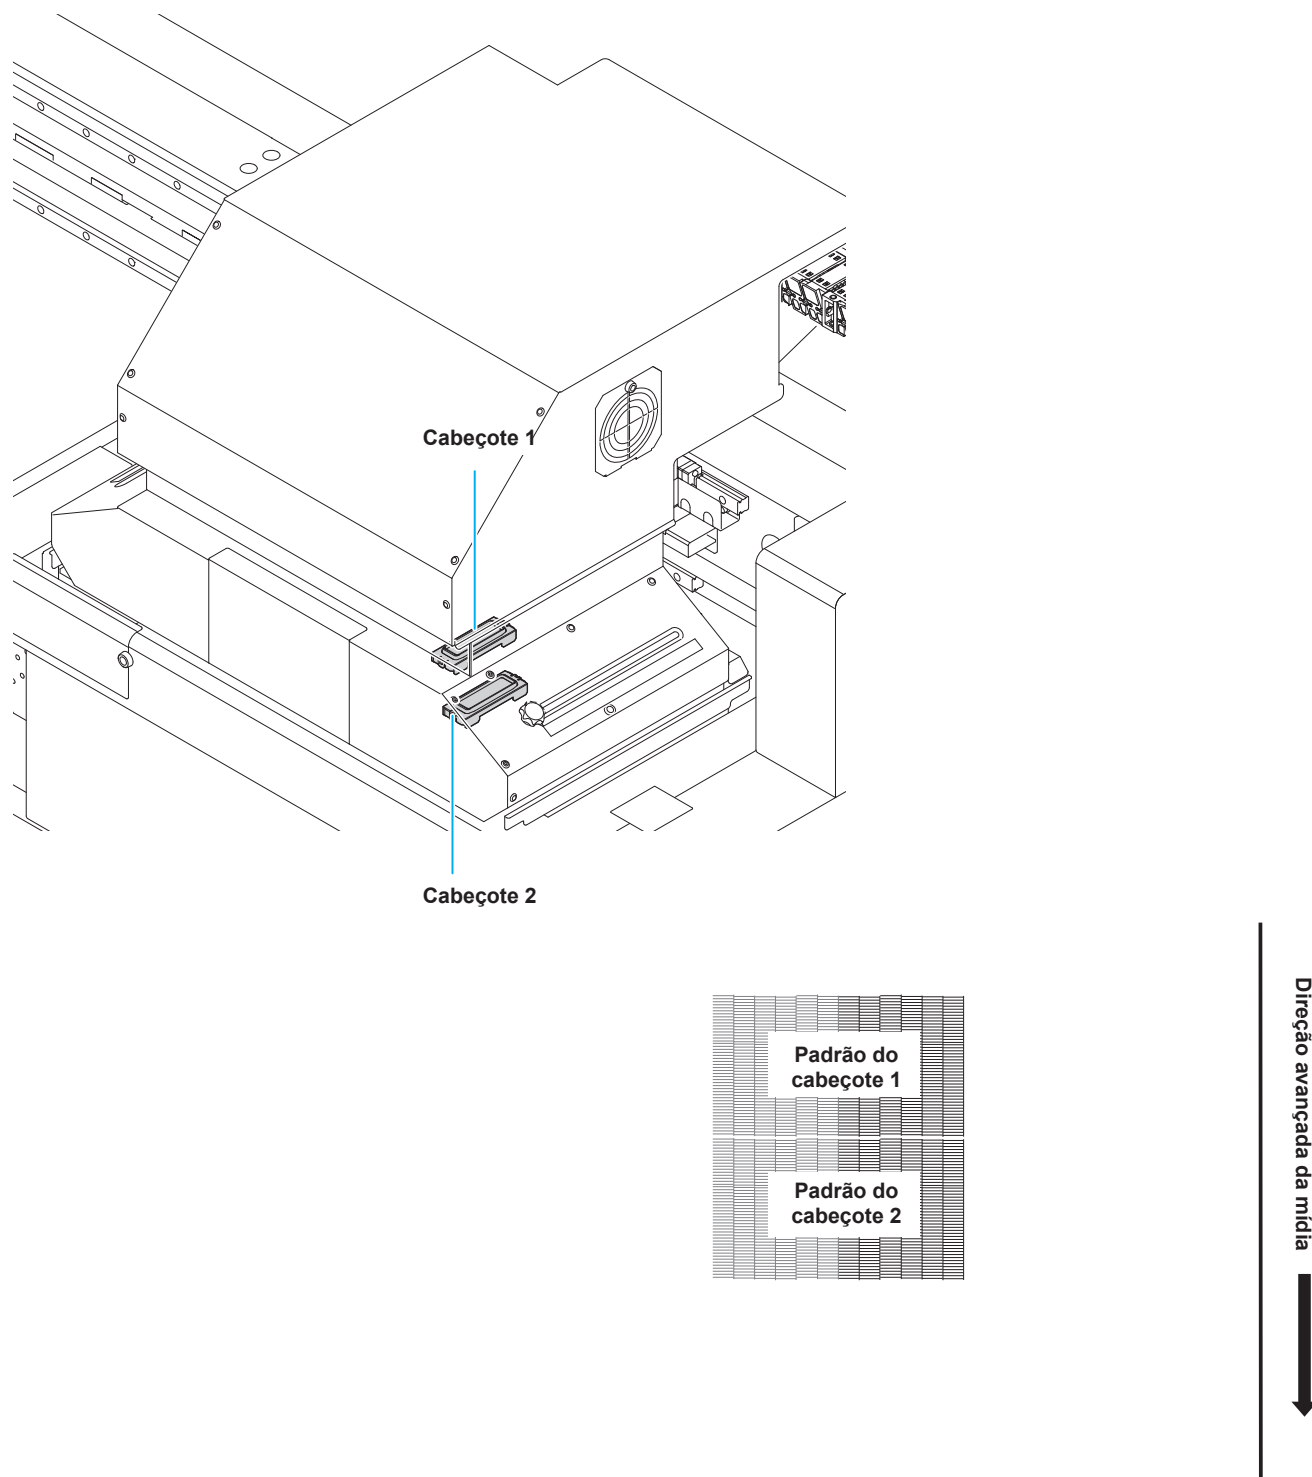 Cabeçote 1
Cabeçote 2
Padrão do
cabeçote 1
Padrão do
cabeçote 2
Direção avançada da mídia